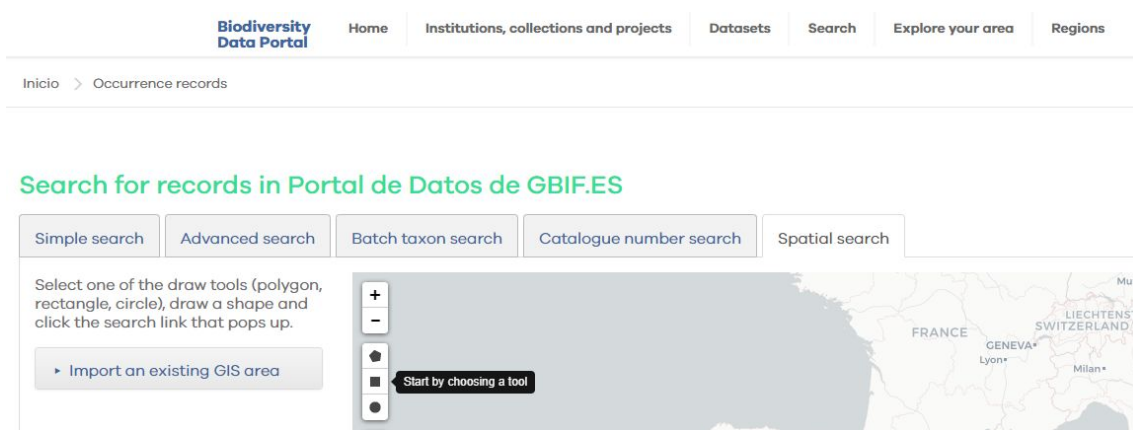 Biodiversity
Data Portal
Home
Institutions, collections and projects
Datasets
Search
Explore your area
Regions
Inicio > Occurrence records
Search for records in Portal de Datos de GBIF.ES
Simple search
Advanced search
Batch taxon search
Catalogue number search
Spatial search
Select one of the draw tools (polygon,
rectangle, circle), draw a shape and
click the search link that pops up.
Import an existing GIS area
+
-
Start by choosing a tool
Mu
LIECHTENS
SWITZERLAND
FRANCE
GENEVA
Lyon
Milan